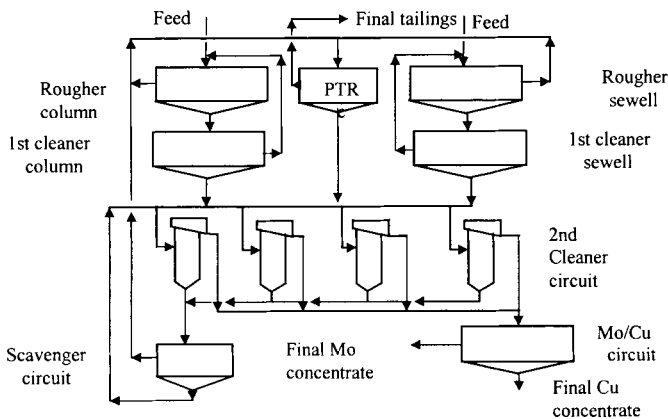 Feed
Final tailings
Feed
Rougher
column
PTR
c
Rougher
sewell
1st cleaner
column
1st cleaner
sewell
2nd
Cleaner
circuit
Scavenger
circuit
Final Mo
concentrate
Mo/Cu
circuit
Final Cu
concentrate